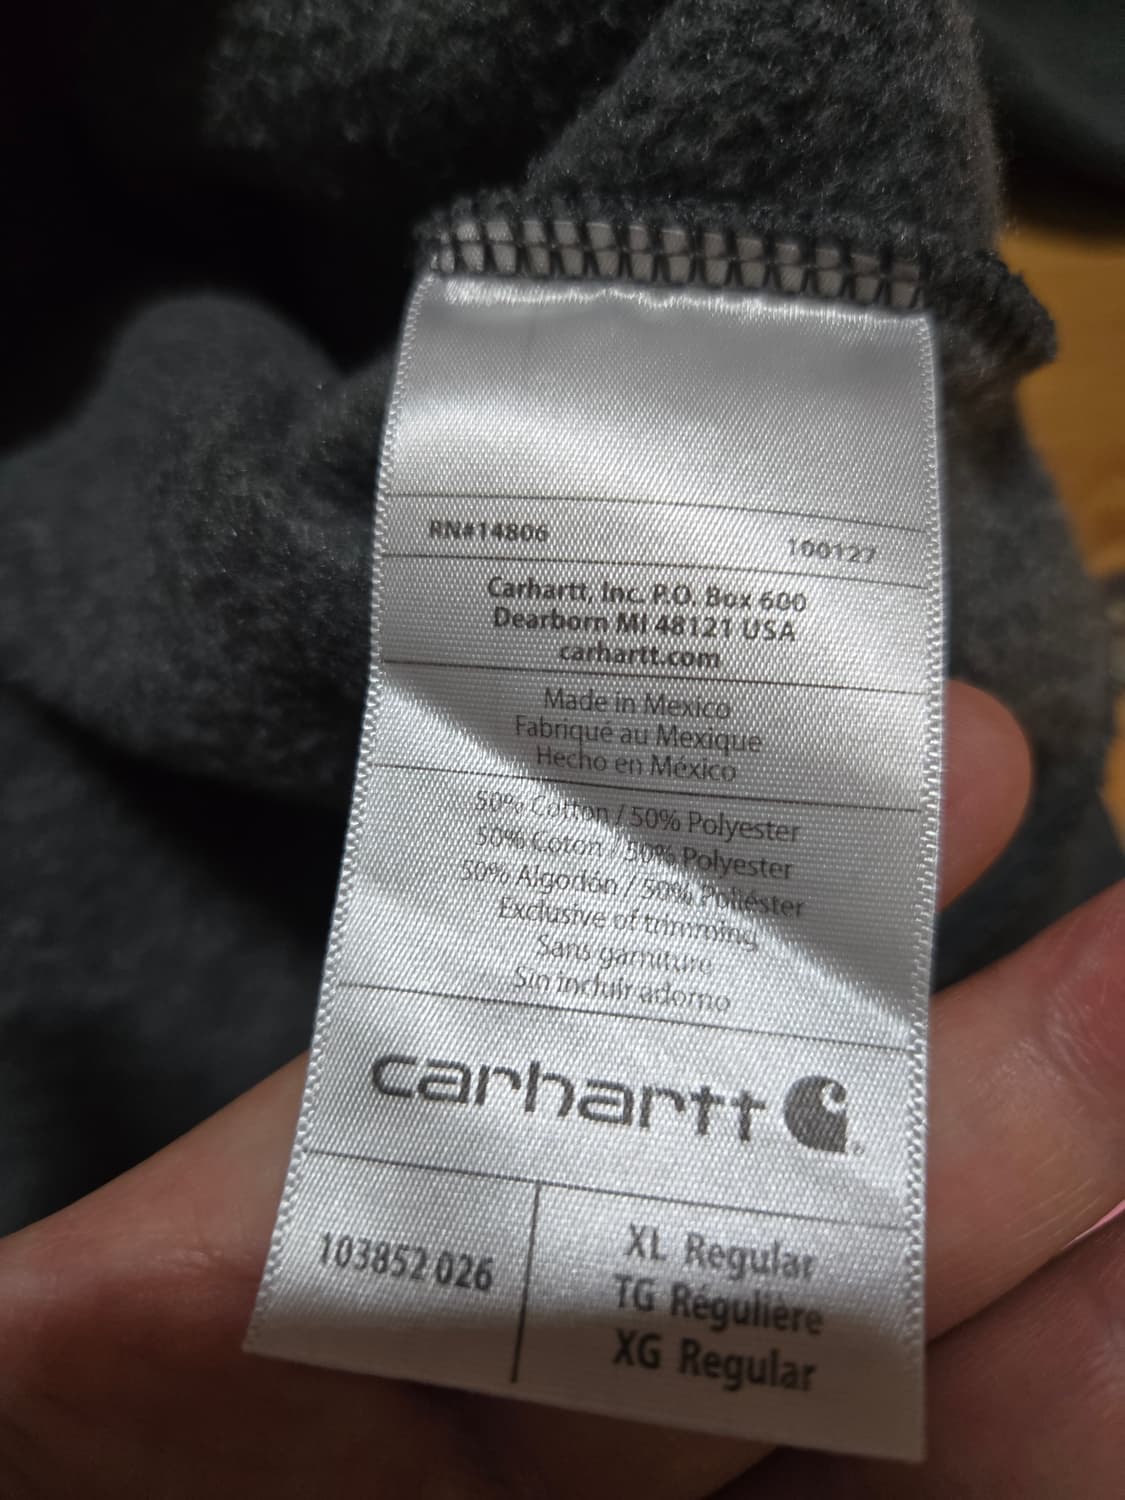 RN#14806 100127
Carhartt, Inc. P.O. Box 600
Dearborn MI 48121 USA
carhartt.com
Made in Mexico
Fabriqué au Mexique
Hecho en México
50% Cotton / 50% Polyester
50% Coton / 50% Polyester
50% Algodón / 50% Poliéster
Exclusive of trimming
Sans garniture
Sin incluir adorno
carhartt
103852 026
XL Regular
TG Régulière
XG Regular